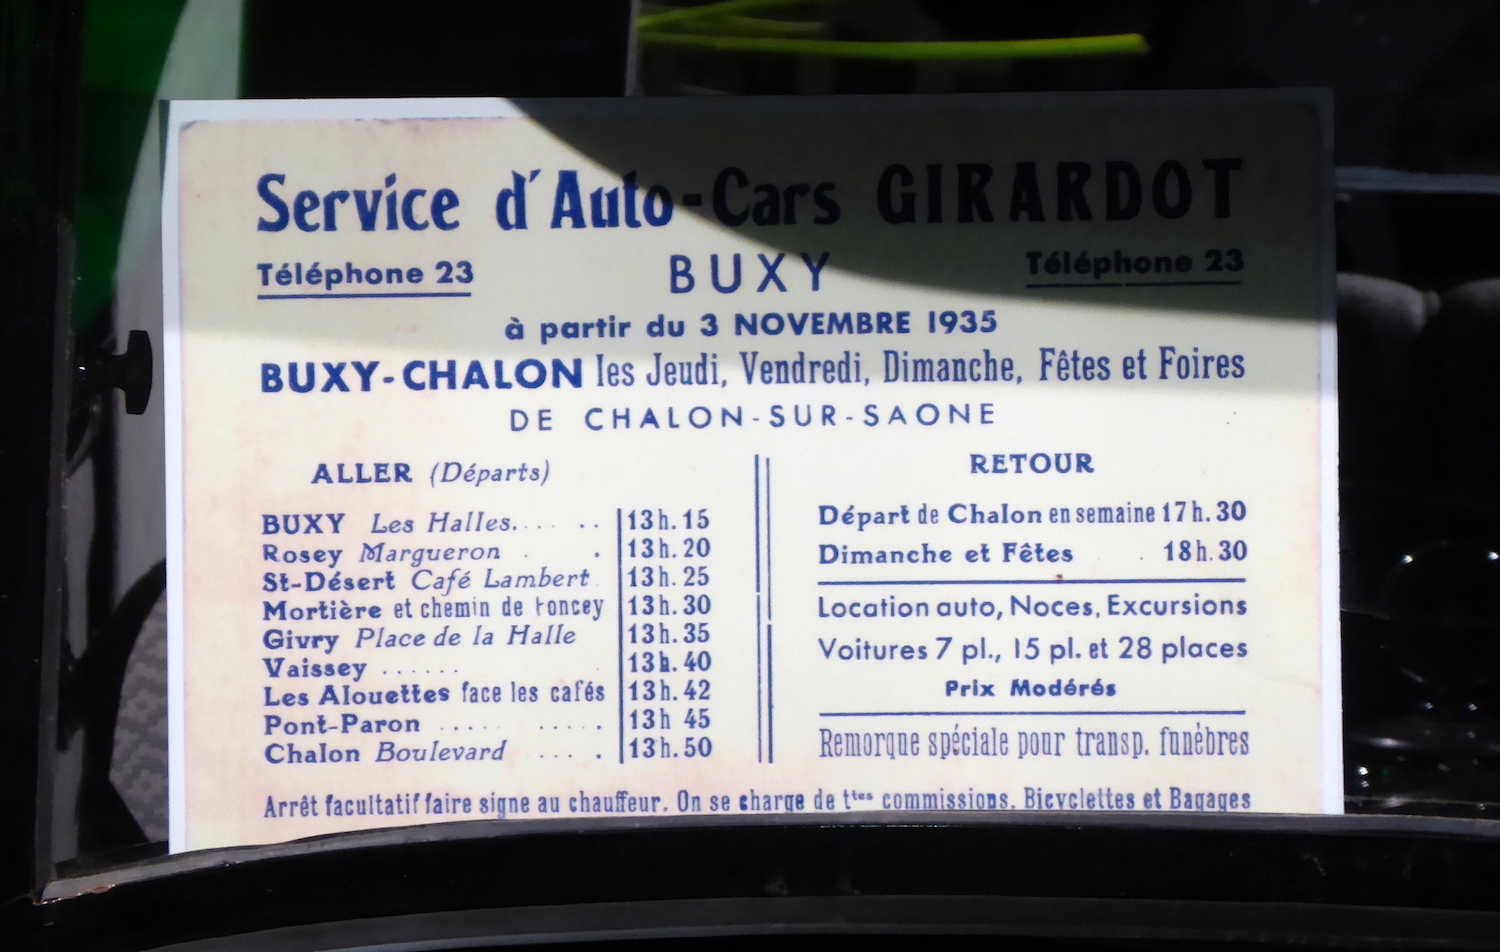 Service d'Auto-Cars GIRARDOT
Téléphone 23 BUXY Téléphone 23
à partir du 3 NOVEMBRE 1935
BUXY-CHALON les Jeudi, Vendredi, Dimanche, Fêtes et Foires
DE CHALON-SUR-SAONE
ALLER (Départs)
BUXY Les Halles.... .. 13h.15
Rosey Margueron . . 13h.20
St-Désert Café Lambert . 13h.25
Mortière et chemin de Foncey 13h.30
Givry Place de la Halle 13h.35
Vaissey ...... 13h.40
Les Alouettes face les cafés 13h.42
Pont-Paron ..... ..... 13h 45
Chalon Boulevard .... . 13h.50
RETOUR
Départ de Chalon en semaine 17h.30
Dimanche et Fêtes . 18h.30
Location auto, Noces, Excursions
Voitures 7 pl., 15 pl. et 28 places
Prix Modérés
Remorque spéciale pour transp. funèbres
Arrêt facultatif faire signe au chauffeur. On se charge de ttes commissions. Bicyclettes et Bagages